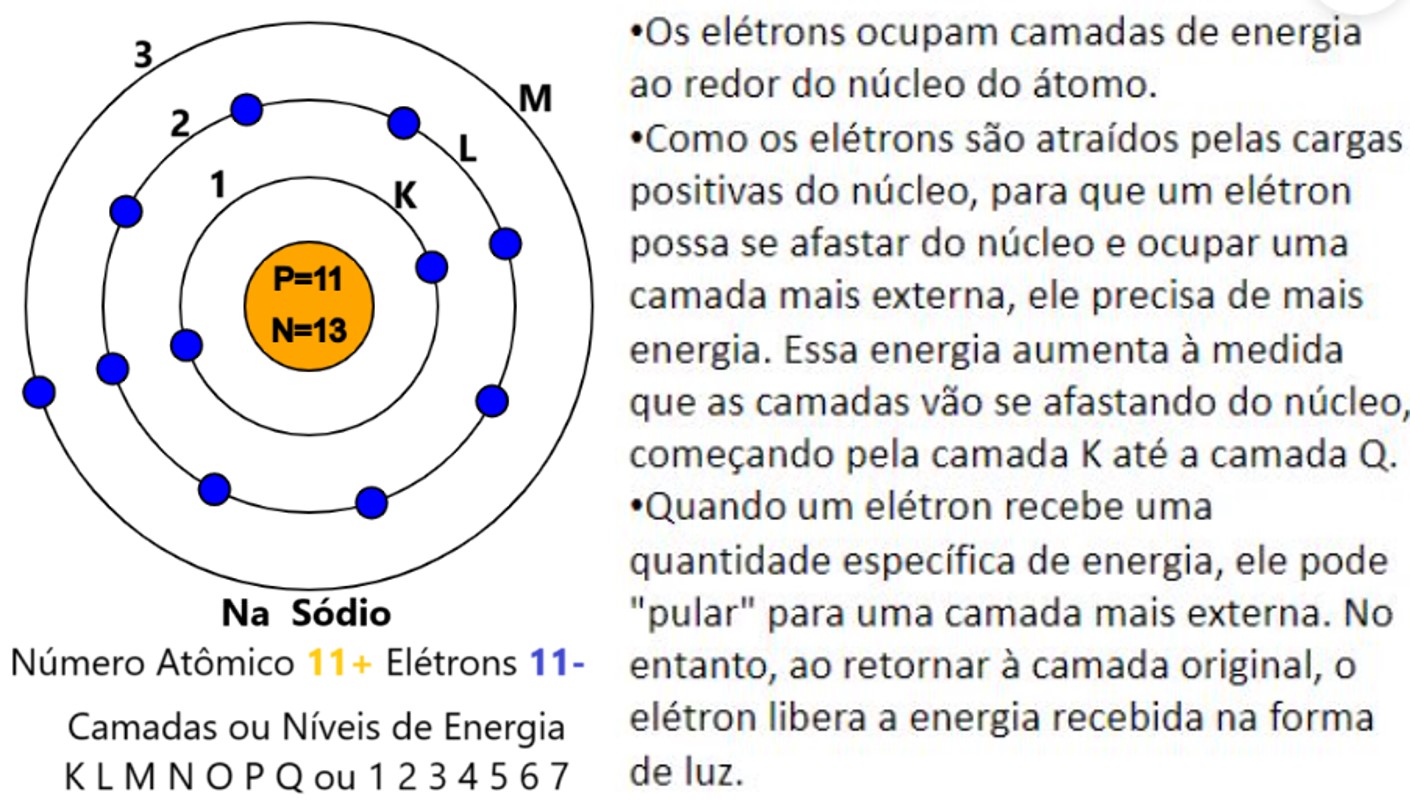 3
M
2
L
1
K
P=11
N=13
Na Sódio
Número Atômico 11+ Elétrons 11-
Camadas ou Níveis de Energia
K L M N O P Q ou 1 2 3 4 5 6 7
•Os elétrons ocupam camadas de energia
ao redor do núcleo do átomo.
•Como os elétrons são atraídos pelas cargas
positivas do núcleo, para que um elétron
possa se afastar do núcleo e ocupar uma
camada mais externa, ele precisa de mais
energia. Essa energia aumenta à medida
que as camadas vão se afastando do núcleo,
começando pela camada K até a camada Q.
•Quando um elétron recebe uma
quantidade específica de energia, ele pode
"pular" para uma camada mais externa. No
entanto, ao retornar à camada original, o
elétron libera a energia recebida na forma
de luz.